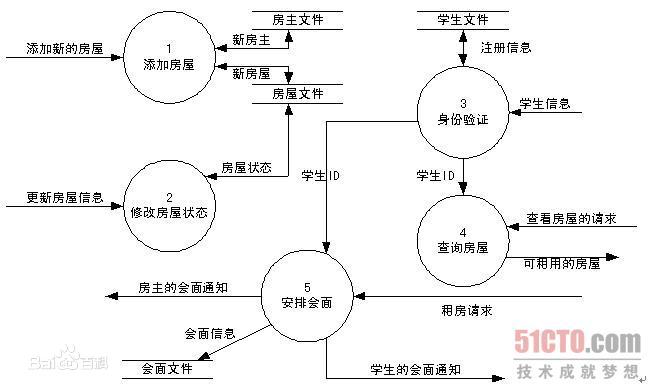 房主文件
学生文件
添加新的房屋
1
添加房屋
新房主
新房屋
房屋文件
注册信息
3
身份验证
学生信息
房屋状态
学生ID
学生ID
更新房屋信息
2
修改房屋状态
4
查询房屋
查看房屋的请求
可租用的房屋
房主的会面通知
5
安排会面
租房请求
会面信息
会面文件
学生的会面通知
Bai百科
51CTO.com
技术成就梦想